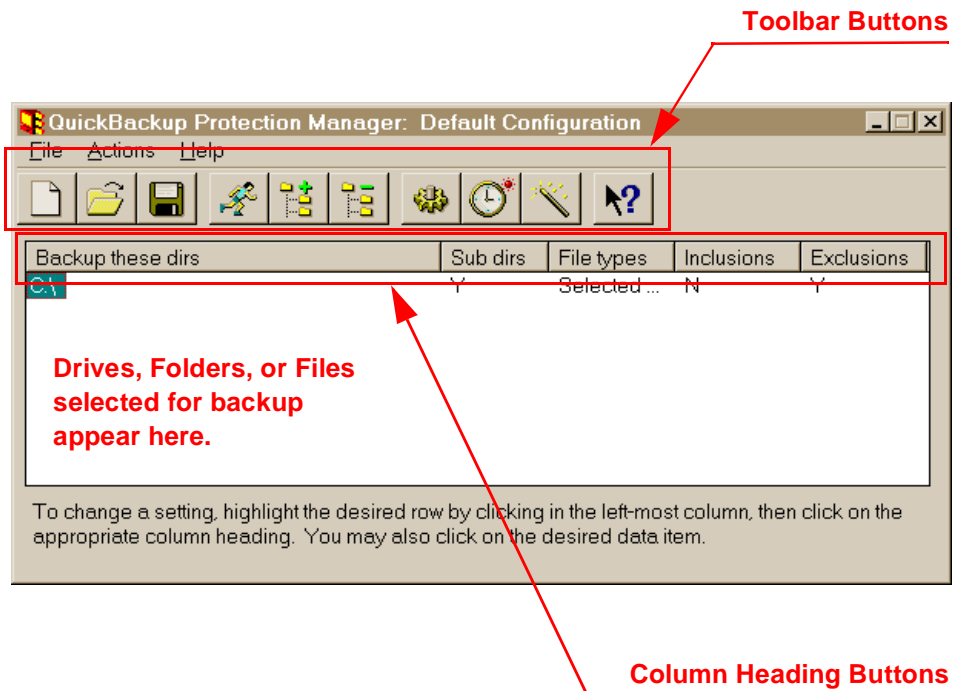 Toolbar Buttons
QuickBackup Protection Manager: Default Configuration
File Actions Help
Backup these dirs Sub dirs File types Inclusions Exclusions
C:\ Y Selected ... N Y
Drives, Folders, or Files
selected for backup
appear here.
To change a setting, highlight the desired row by clicking in the left-most column, then click on the
appropriate column heading. You may also click on the desired data item.
Column Heading Buttons